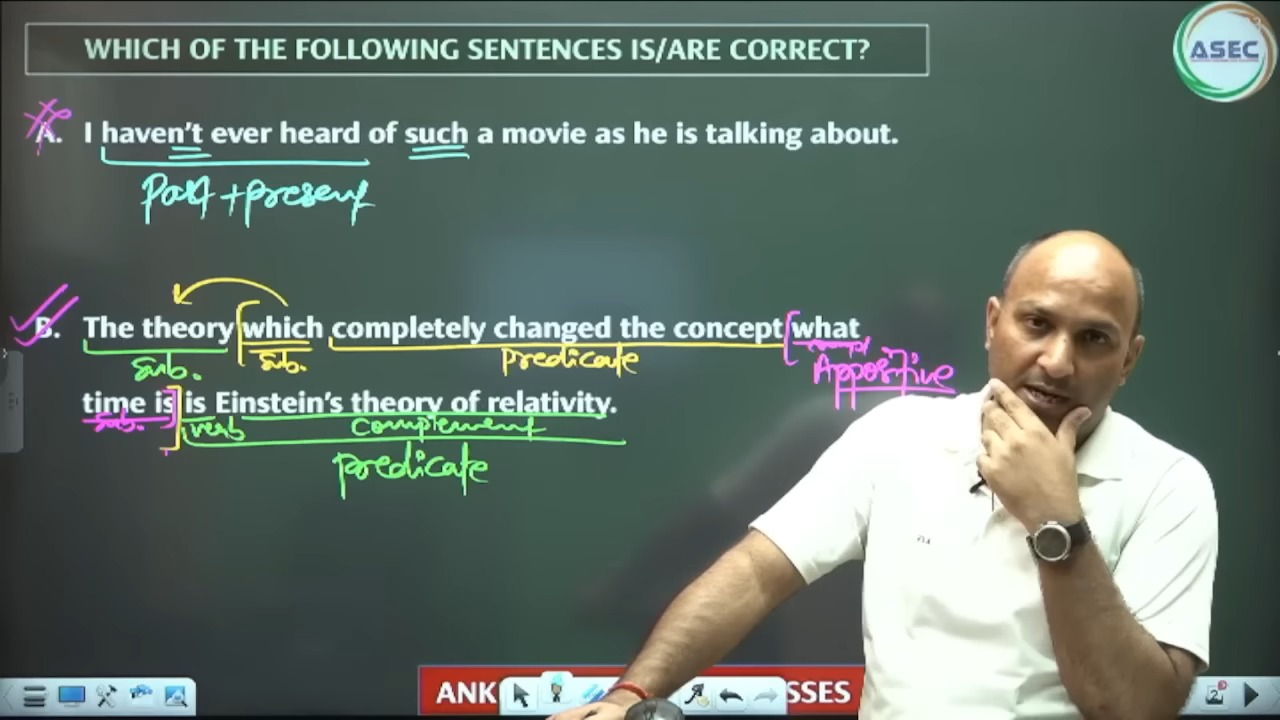 WHICH OF THE FOLLOWING SENTENCES IS/ARE CORRECT?
ASEC
A. I haven't ever heard of such a movie as he is talking about.
Past + present
B. The theory which completely changed the concept what
sub. sub. predicate Appositive
time is is Einstein's theory of relativity.
sub. verb complement
predicate
ANK SSES
2